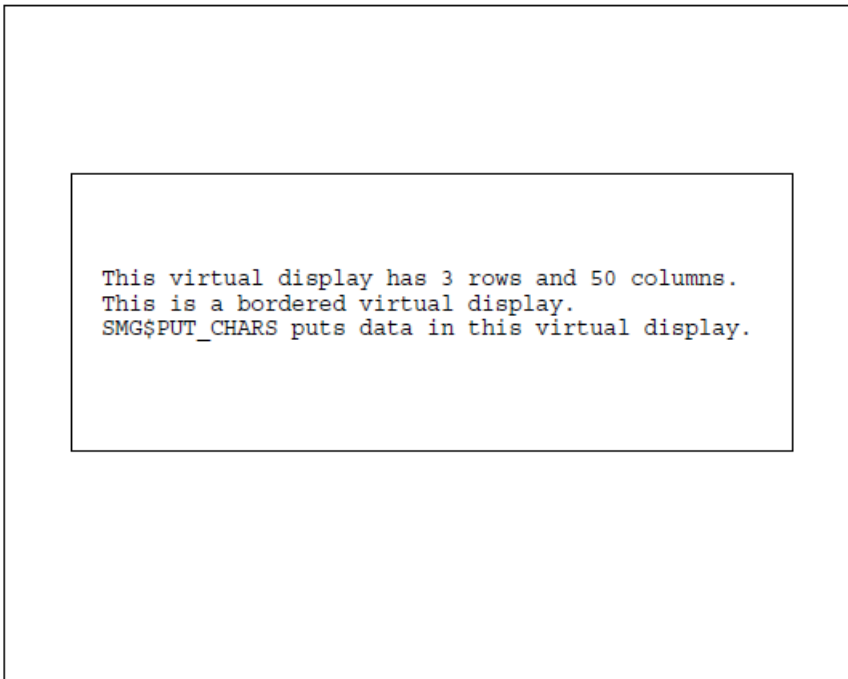 This virtual display has 3 rows and 50 columns.
This is a bordered virtual display.
SMG$PUT_CHARS puts data in this virtual display.